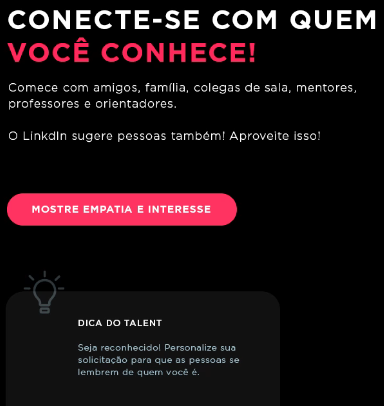 CONECTE-SE COM QUEM
VOCÊ CONHECE!
Comece com amigos, família, colegas de sala, mentores,
professores e orientadores.
O LinkdIn sugere pessoas também! Aproveite isso!
MOSTRE EMPATIA E INTERESSE
DICA DO TALENT
Seja reconhecido! Personalize sua
solicitação para que as pessoas se
lembrem de quem você é.